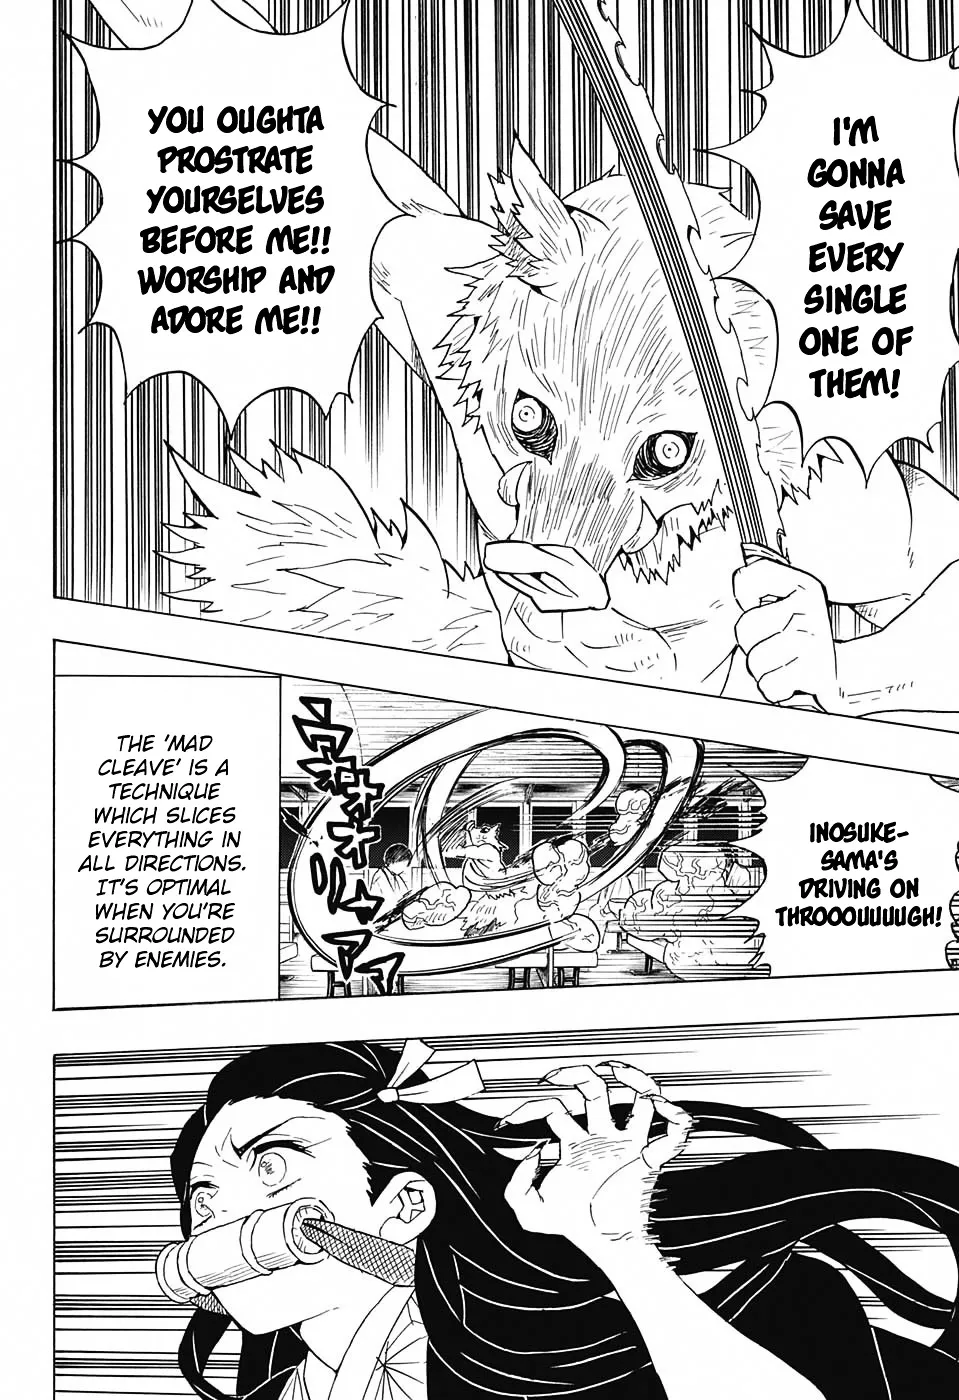 I'M
GONNA
SAVE
EVERY
SINGLE
ONE OF
THEM!
YOU OUGHTA
PROSTRATE
YOURSELVES
BEFORE ME!!
WORSHIP AND
ADORE ME!!
INOSUKE-
SAMA'S
DRIVING ON
THROOOUUUUGH!
THE 'MAD
CLEAVE' IS A
TECHNIQUE
WHICH SLICES
EVERYTHING IN
ALL DIRECTIONS.
IT'S OPTIMAL
WHEN YOU'RE
SURROUNDED
BY ENEMIES.